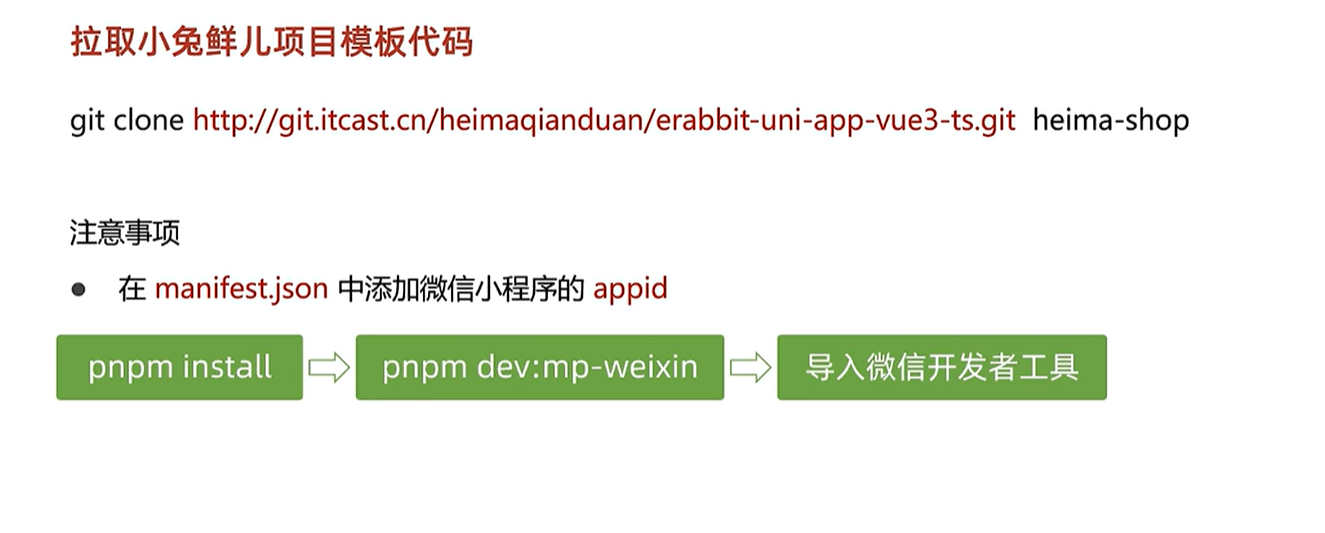 拉取小兔鲜儿项目模板代码
git clone http://git.itcast.cn/heimaqianduan/erabbit-uni-app-vue3-ts.git heima-shop
注意事项
● 在 manifest.json 中添加微信小程序的 appid
pnpm install pnpm dev:mp-weixin 导入微信开发者工具